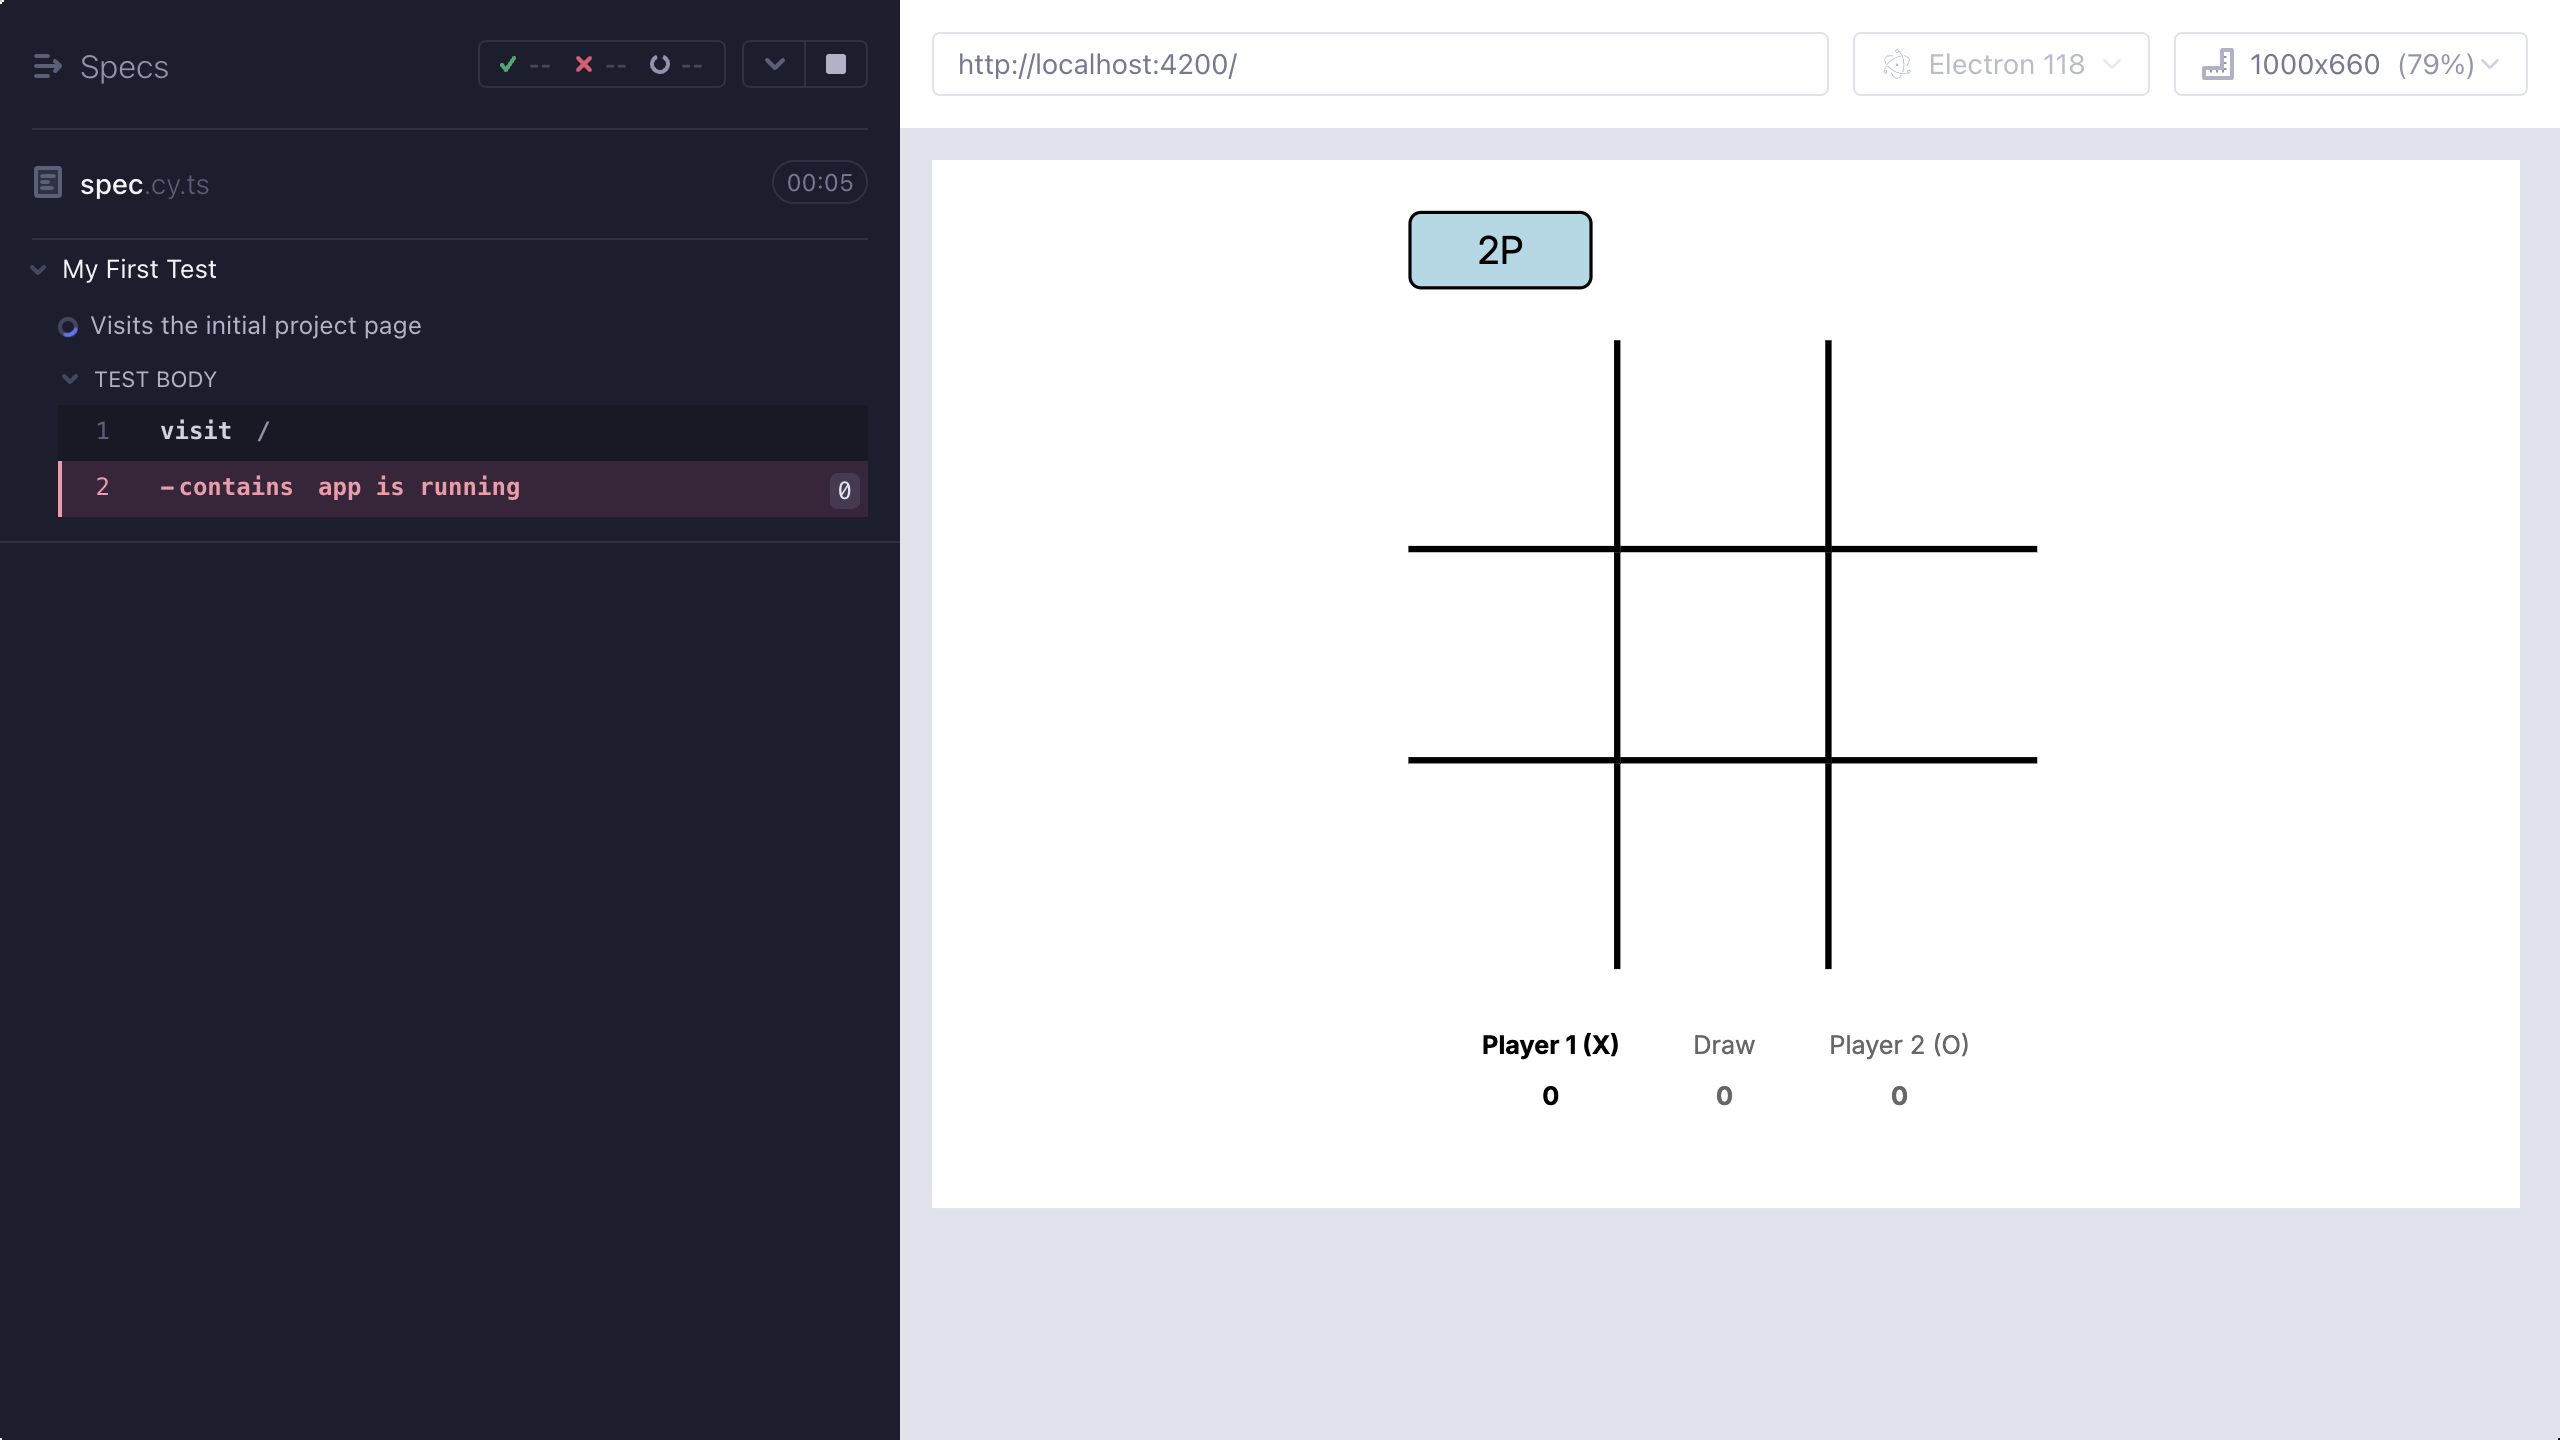 Specs
-- -- --
spec.cy.ts
00:05
My First Test
Visits the initial project page
TEST BODY
1 visit /
2 -contains app is running 0
http://localhost:4200/
Electron 118
1000x660 (79%)
2P
Player 1 (X) Draw Player 2 (O)
0 0 0